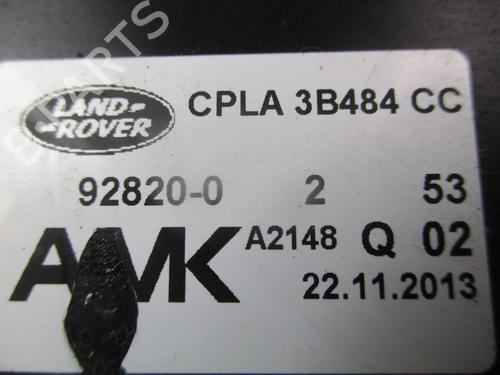 LAND-
-ROVER
CPLA 3B484 CC
92820-0 2 53
AMK A2148 Q 02
22.11.2013